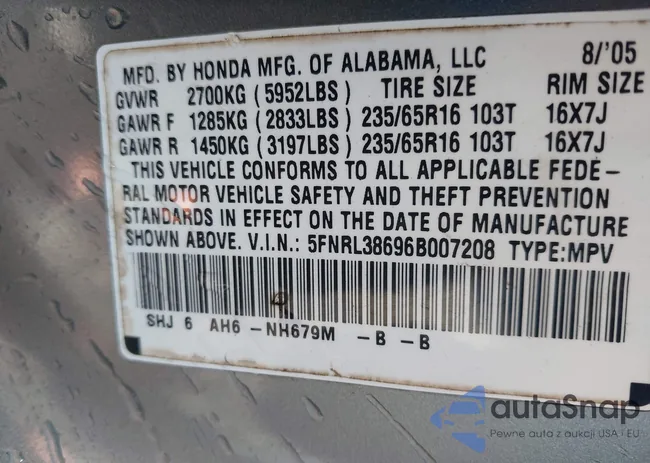 MFD. BY HONDA MFG. OF ALABAMA, LLC 8/'05
GVWR 2700KG (5952LBS) TIRE SIZE RIM SIZE
GAWR F 1285KG (2833LBS) 235/65R16 103T 16X7J
GAWR R 1450KG (3197LBS) 235/65R16 103T 16X7J
THIS VEHICLE CONFORMS TO ALL APPLICABLE FEDE-
RAL MOTOR VEHICLE SAFETY AND THEFT PREVENTION
STANDARDS IN EFFECT ON THE DATE OF MANUFACTURE
SHOWN ABOVE. V.I.N.: 5FNRL38696B007208 TYPE:MPV
SHJ 6 AH6 -NH679M -B -B
autoSnap
Pewne auta z aukcji USA i EU